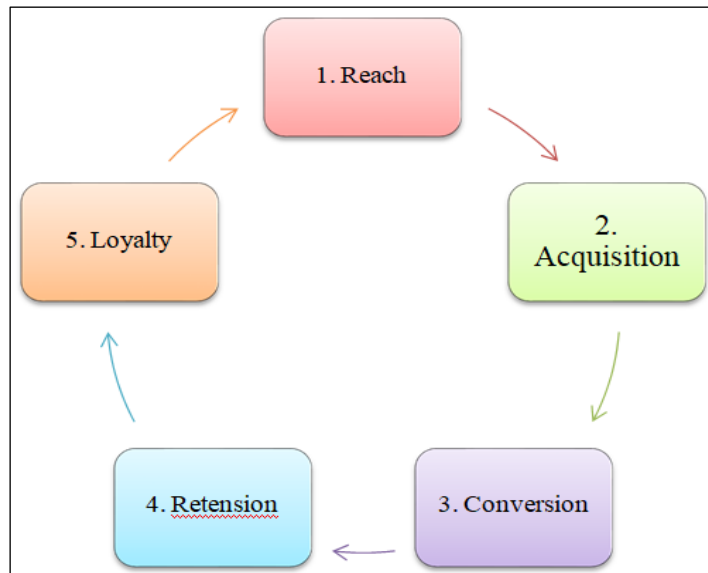 1. Reach
2.
Acquisition
3. Conversion
4. Retension
5. Loyalty